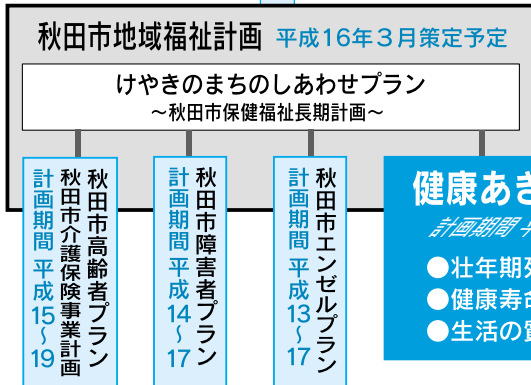 秋田市地域福祉計画 平成16年3月策定予定
けやきのまちのしあわせプラン
～秋田市保健福祉長期計画～
秋田市高齢者プラン
秋田市介護保険事業計画
計画期間 平成15～19
秋田市障害者プラン
計画期間 平成14～17
秋田市エンゼルプラン
計画期間 平成13～17
健康あき
計画期間
●壮年期
●健康寿命
●生活の質